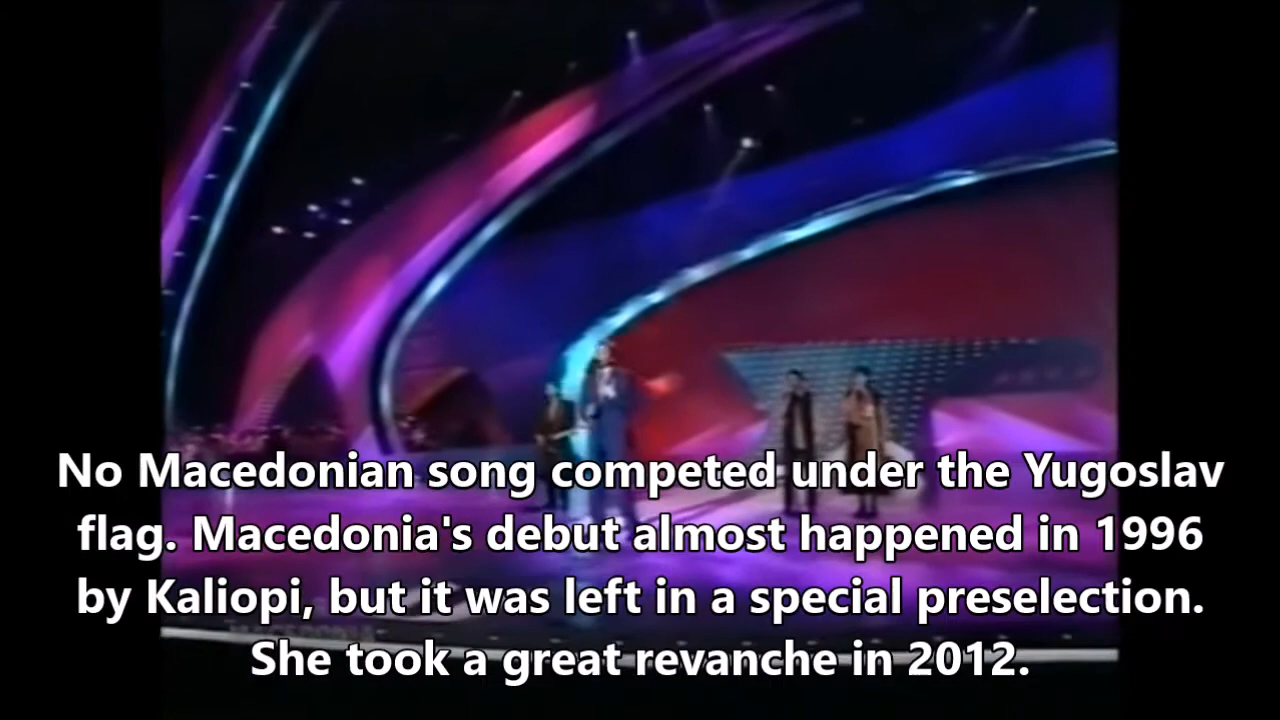 No Macedonian song competed under the Yugoslav
flag. Macedonia's debut almost happened in 1996
by Kaliopi, but it was left in a special preselection.
She took a great revanche in 2012.